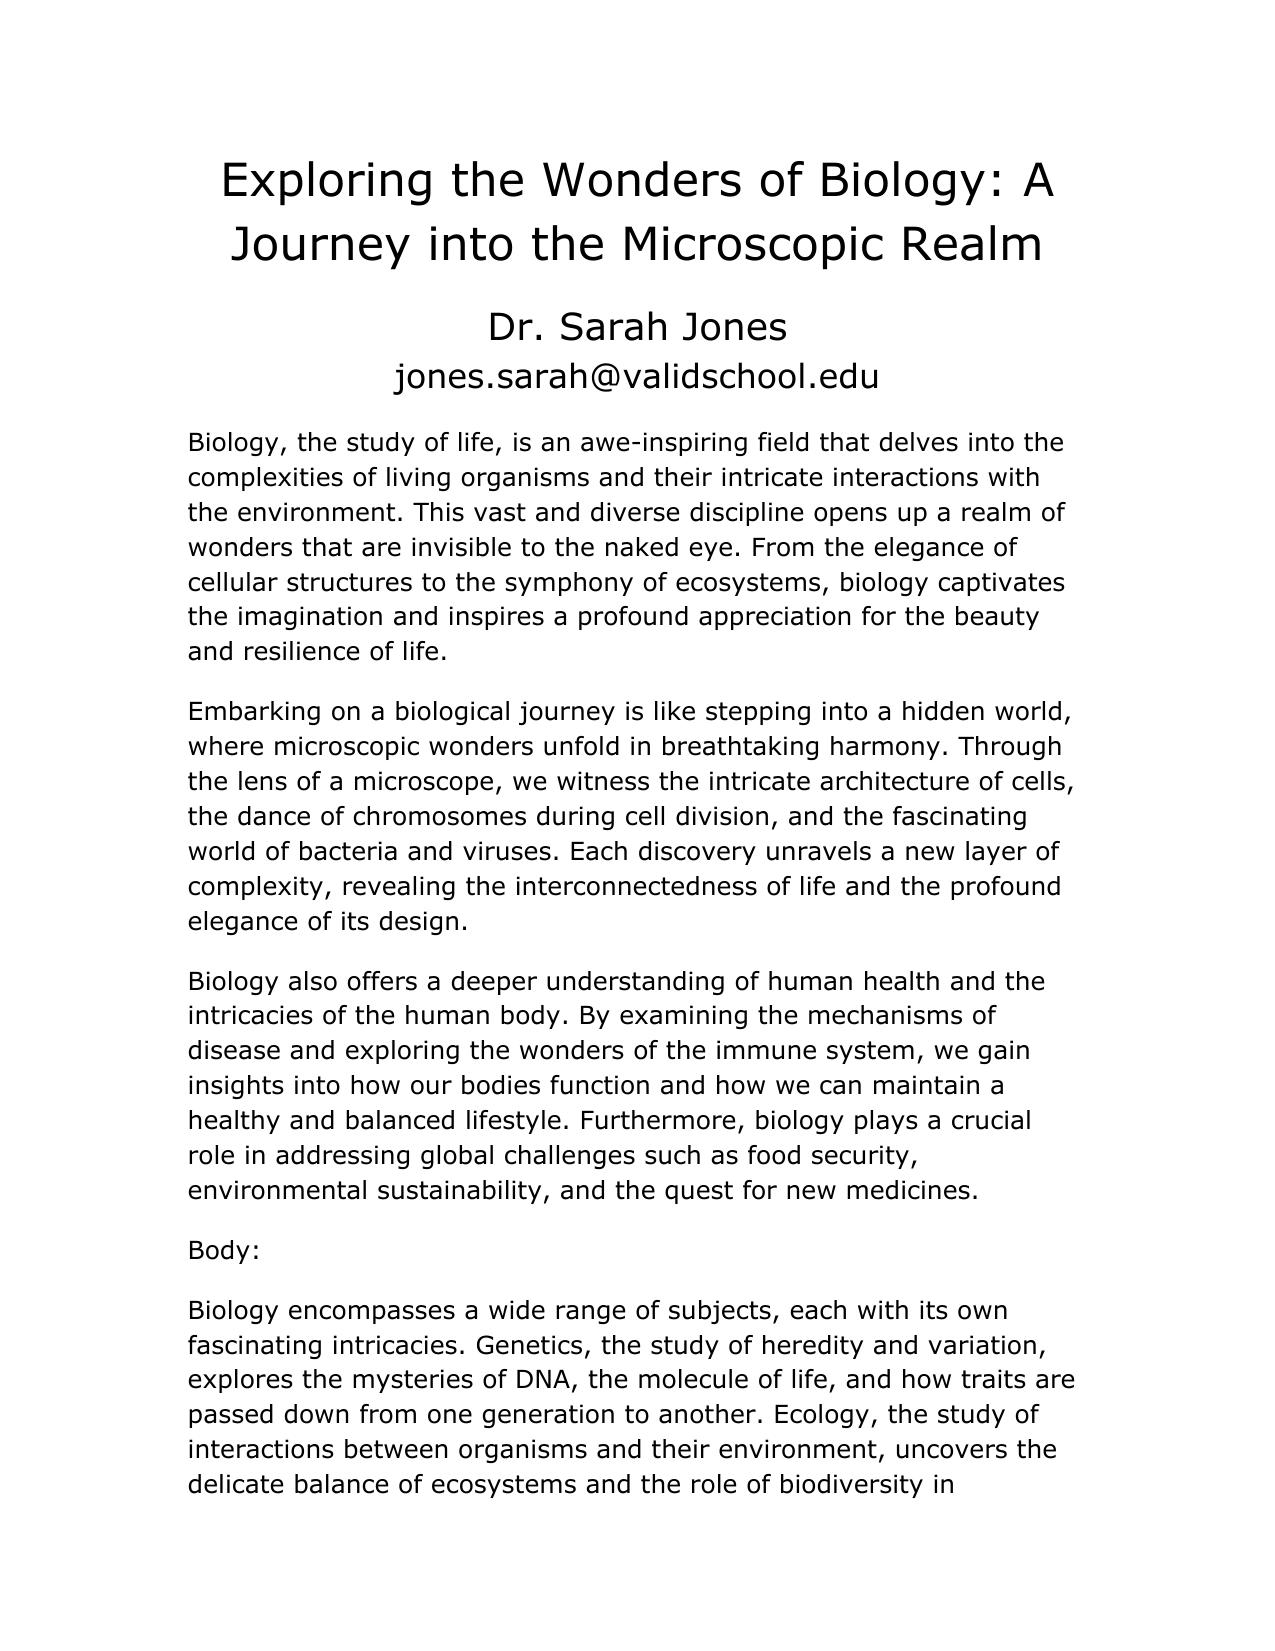 Exploring the Wonders of Biology: A
Journey into the Microscopic Realm
Dr. Sarah Jones
jones.sarah@validschool.edu
Biology, the study of life, is an awe-inspiring field that delves into the
complexities of living organisms and their intricate interactions with
the environment. This vast and diverse discipline opens up a realm of
wonders that are invisible to the naked eye. From the elegance of
cellular structures to the symphony of ecosystems, biology captivates
the imagination and inspires a profound appreciation for the beauty
and resilience of life.
Embarking on a biological journey is like stepping into a hidden world,
where microscopic wonders unfold in breathtaking harmony. Through
the lens of a microscope, we witness the intricate architecture of cells,
the dance of chromosomes during cell division, and the fascinating
world of bacteria and viruses. Each discovery unravels a new layer of
complexity, revealing the interconnectedness of life and the profound
elegance of its design.
Biology also offers a deeper understanding of human health and the
intricacies of the human body. By examining the mechanisms of
disease and exploring the wonders of the immune system, we gain
insights into how our bodies function and how we can maintain a
healthy and balanced lifestyle. Furthermore, biology plays a crucial
role in addressing global challenges such as food security,
environmental sustainability, and the quest for new medicines.
Body:
Biology encompasses a wide range of subjects, each with its own
fascinating intricacies. Genetics, the study of heredity and variation,
explores the mysteries of DNA, the molecule of life, and how traits are
passed down from one generation to another. Ecology, the study of
interactions between organisms and their environment, uncovers the
delicate balance of ecosystems and the role of biodiversity in